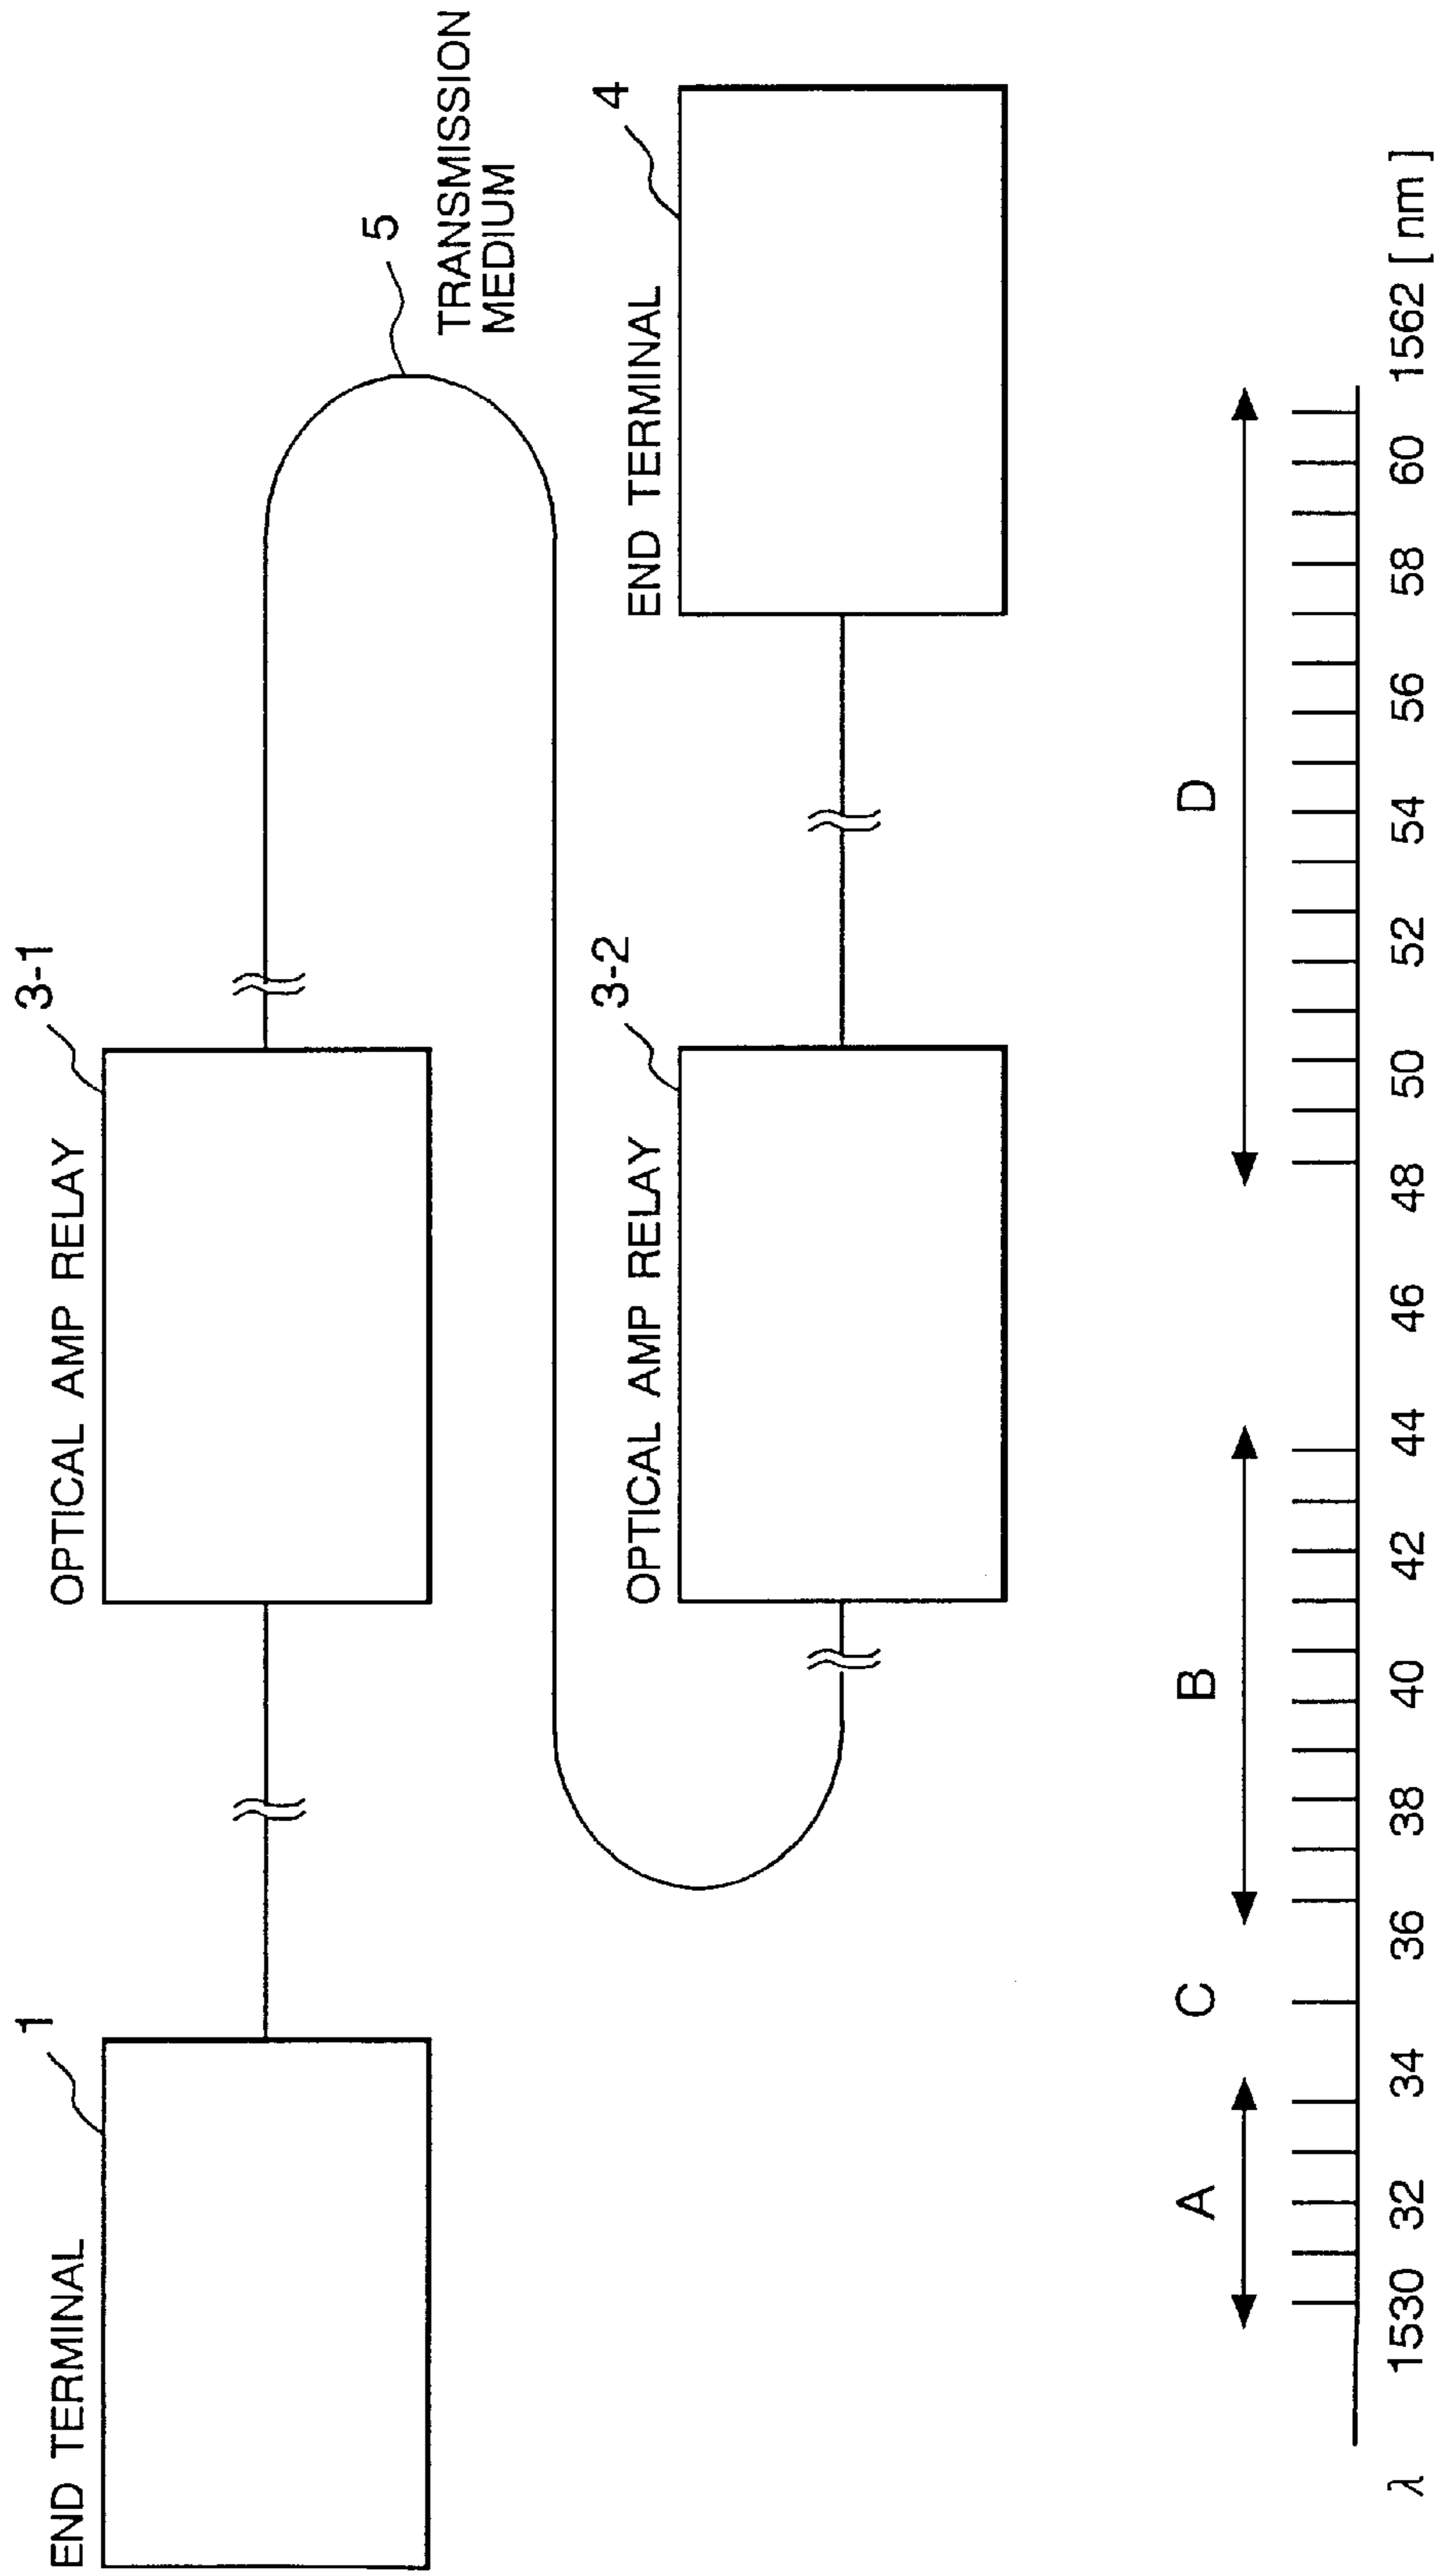 END TERMINAL
1
OPTICAL AMP RELAY
3-1
5
TRANSMISSION
MEDIUM
OPTICAL AMP RELAY
3-2
END TERMINAL
4
A
C
B
D
λ 1530 32 34 36 38 40 42 44 46 48 50 52 54 56 58 60 1562 [ nm ]